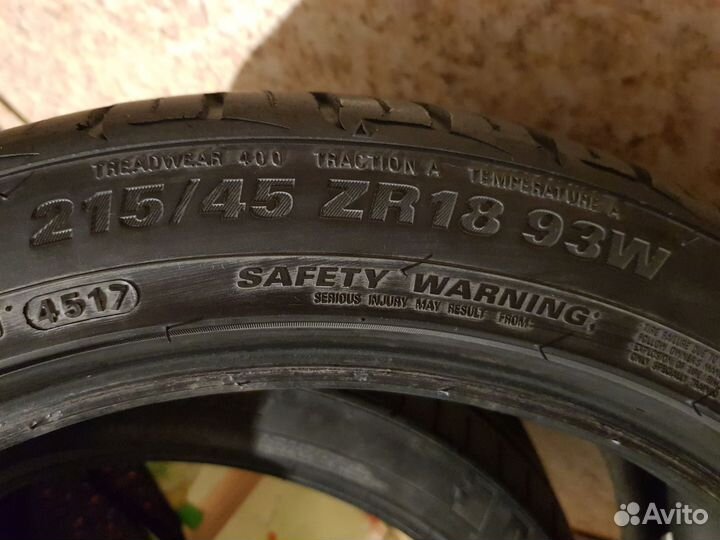 TREADWEAR 400 TRACTION A TEMPERATURE A
215/45 ZR18 93W
4517
SAFETY WARNING:
SERIOUS INJURY MAY RESULT FROM:
Avito